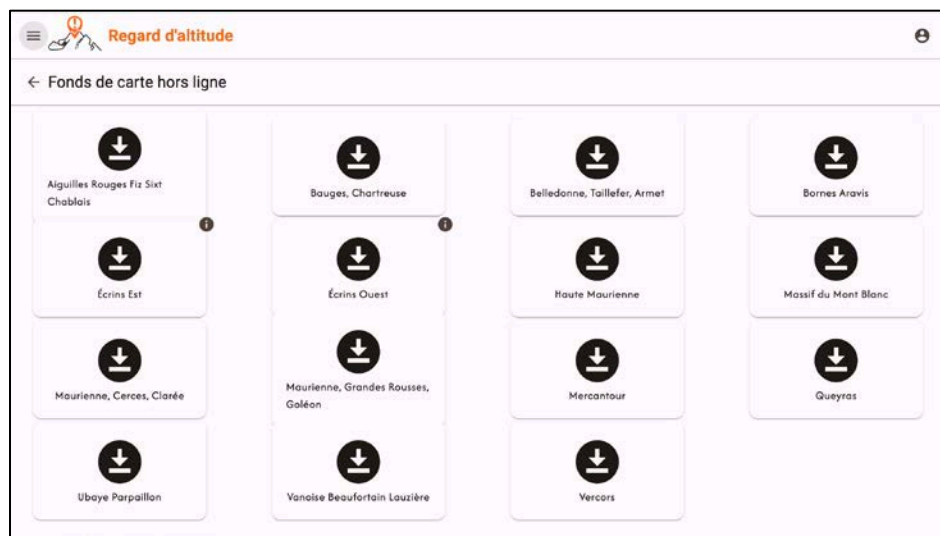 Regard d'altitude
← Fonds de carte hors ligne
Aiguilles Rouges Fiz Sixt
Chablais
Bauges, Chartreuse
Belledonne, Taillefer, Armet
Bornes Aravis
Écrins Est
Écrins Ouest
Haute Maurienne
Massif du Mont Blanc
Maurienne, Cerces, Clarée
Maurienne, Grandes Rousses,
Goléon
Mercantour
Queyras
Ubaye Parpaillon
Vanoise Beaufortain Lauzière
Vercors